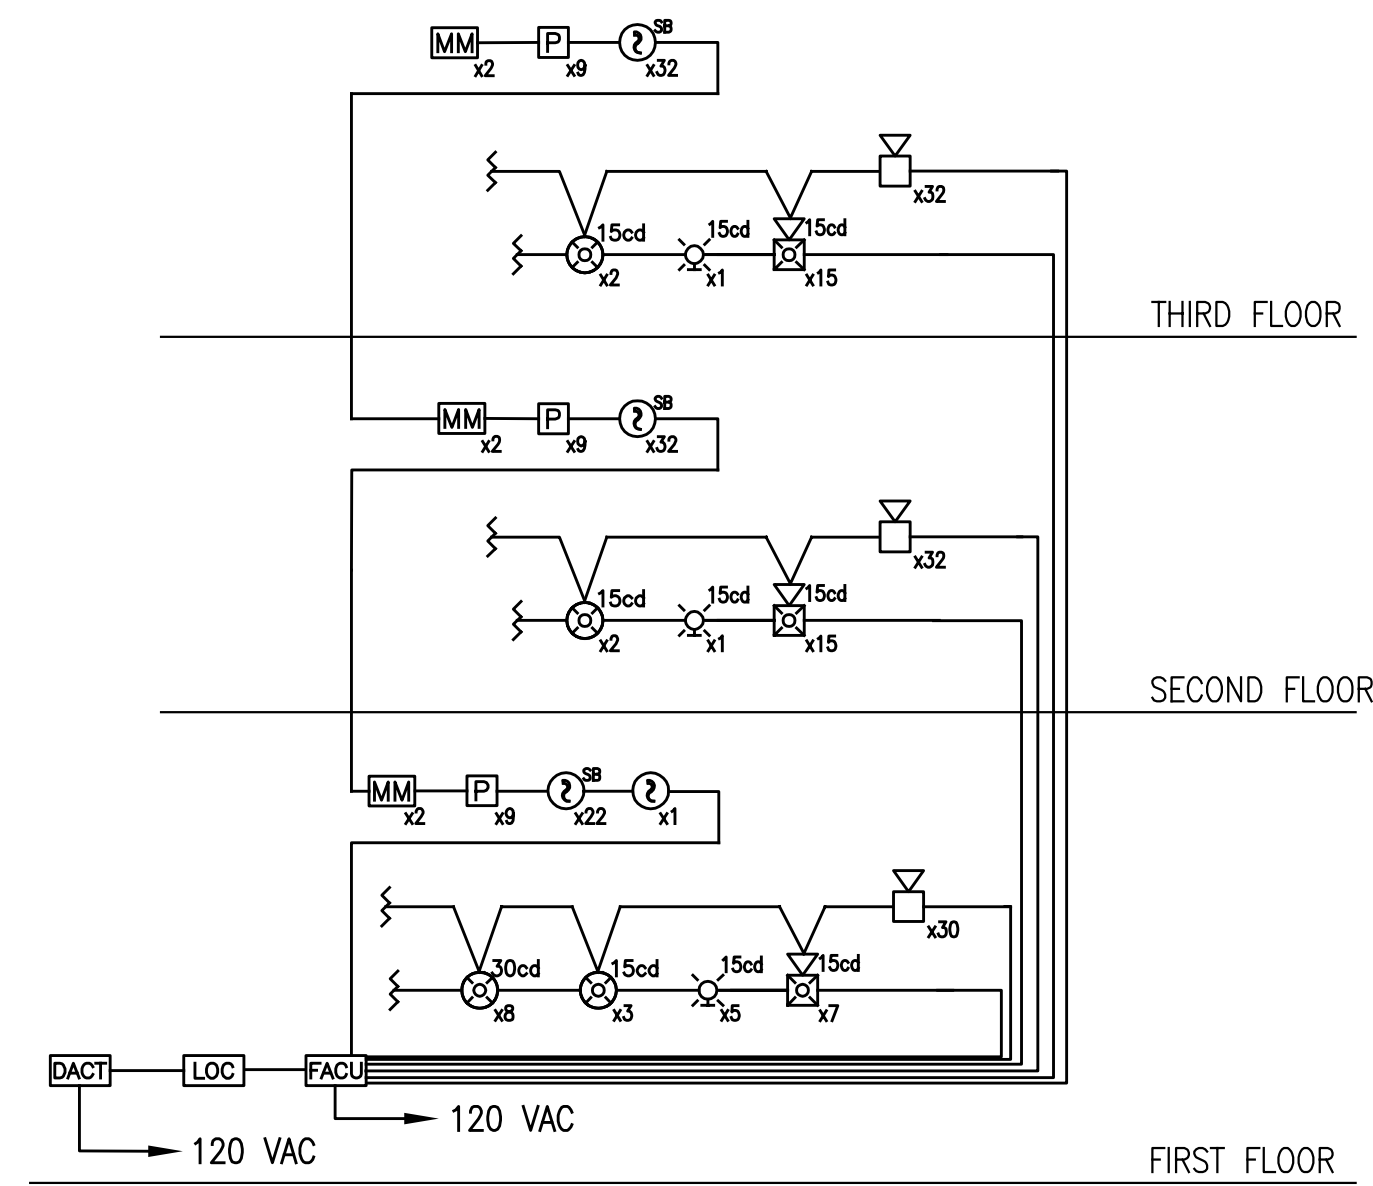 SB
MM P
x2 x9 x32
x32
15cd 15cd 15cd
x2 x1 x15
THIRD FLOOR
SB
MM P
x2 x9 x32
x32
15cd 15cd 15cd
x2 x1 x15
SECOND FLOOR
SB
MM P
x2 x9 x22 x1
x30
30cd 15cd 15cd 15cd
x8 x3 x5 x7
DACT LOC FACU
120 VAC
120 VAC
FIRST FLOOR